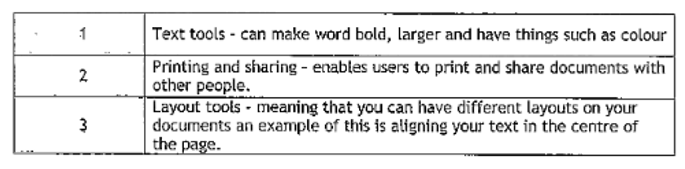 1 Text tools - can make word bold, larger and have things such as colour
2 Printing and sharing - enables users to print and share documents with
other people.
3 Layout tools - meaning that you can have different layouts on your
documents an example of this is aligning your text in the centre of
the page.